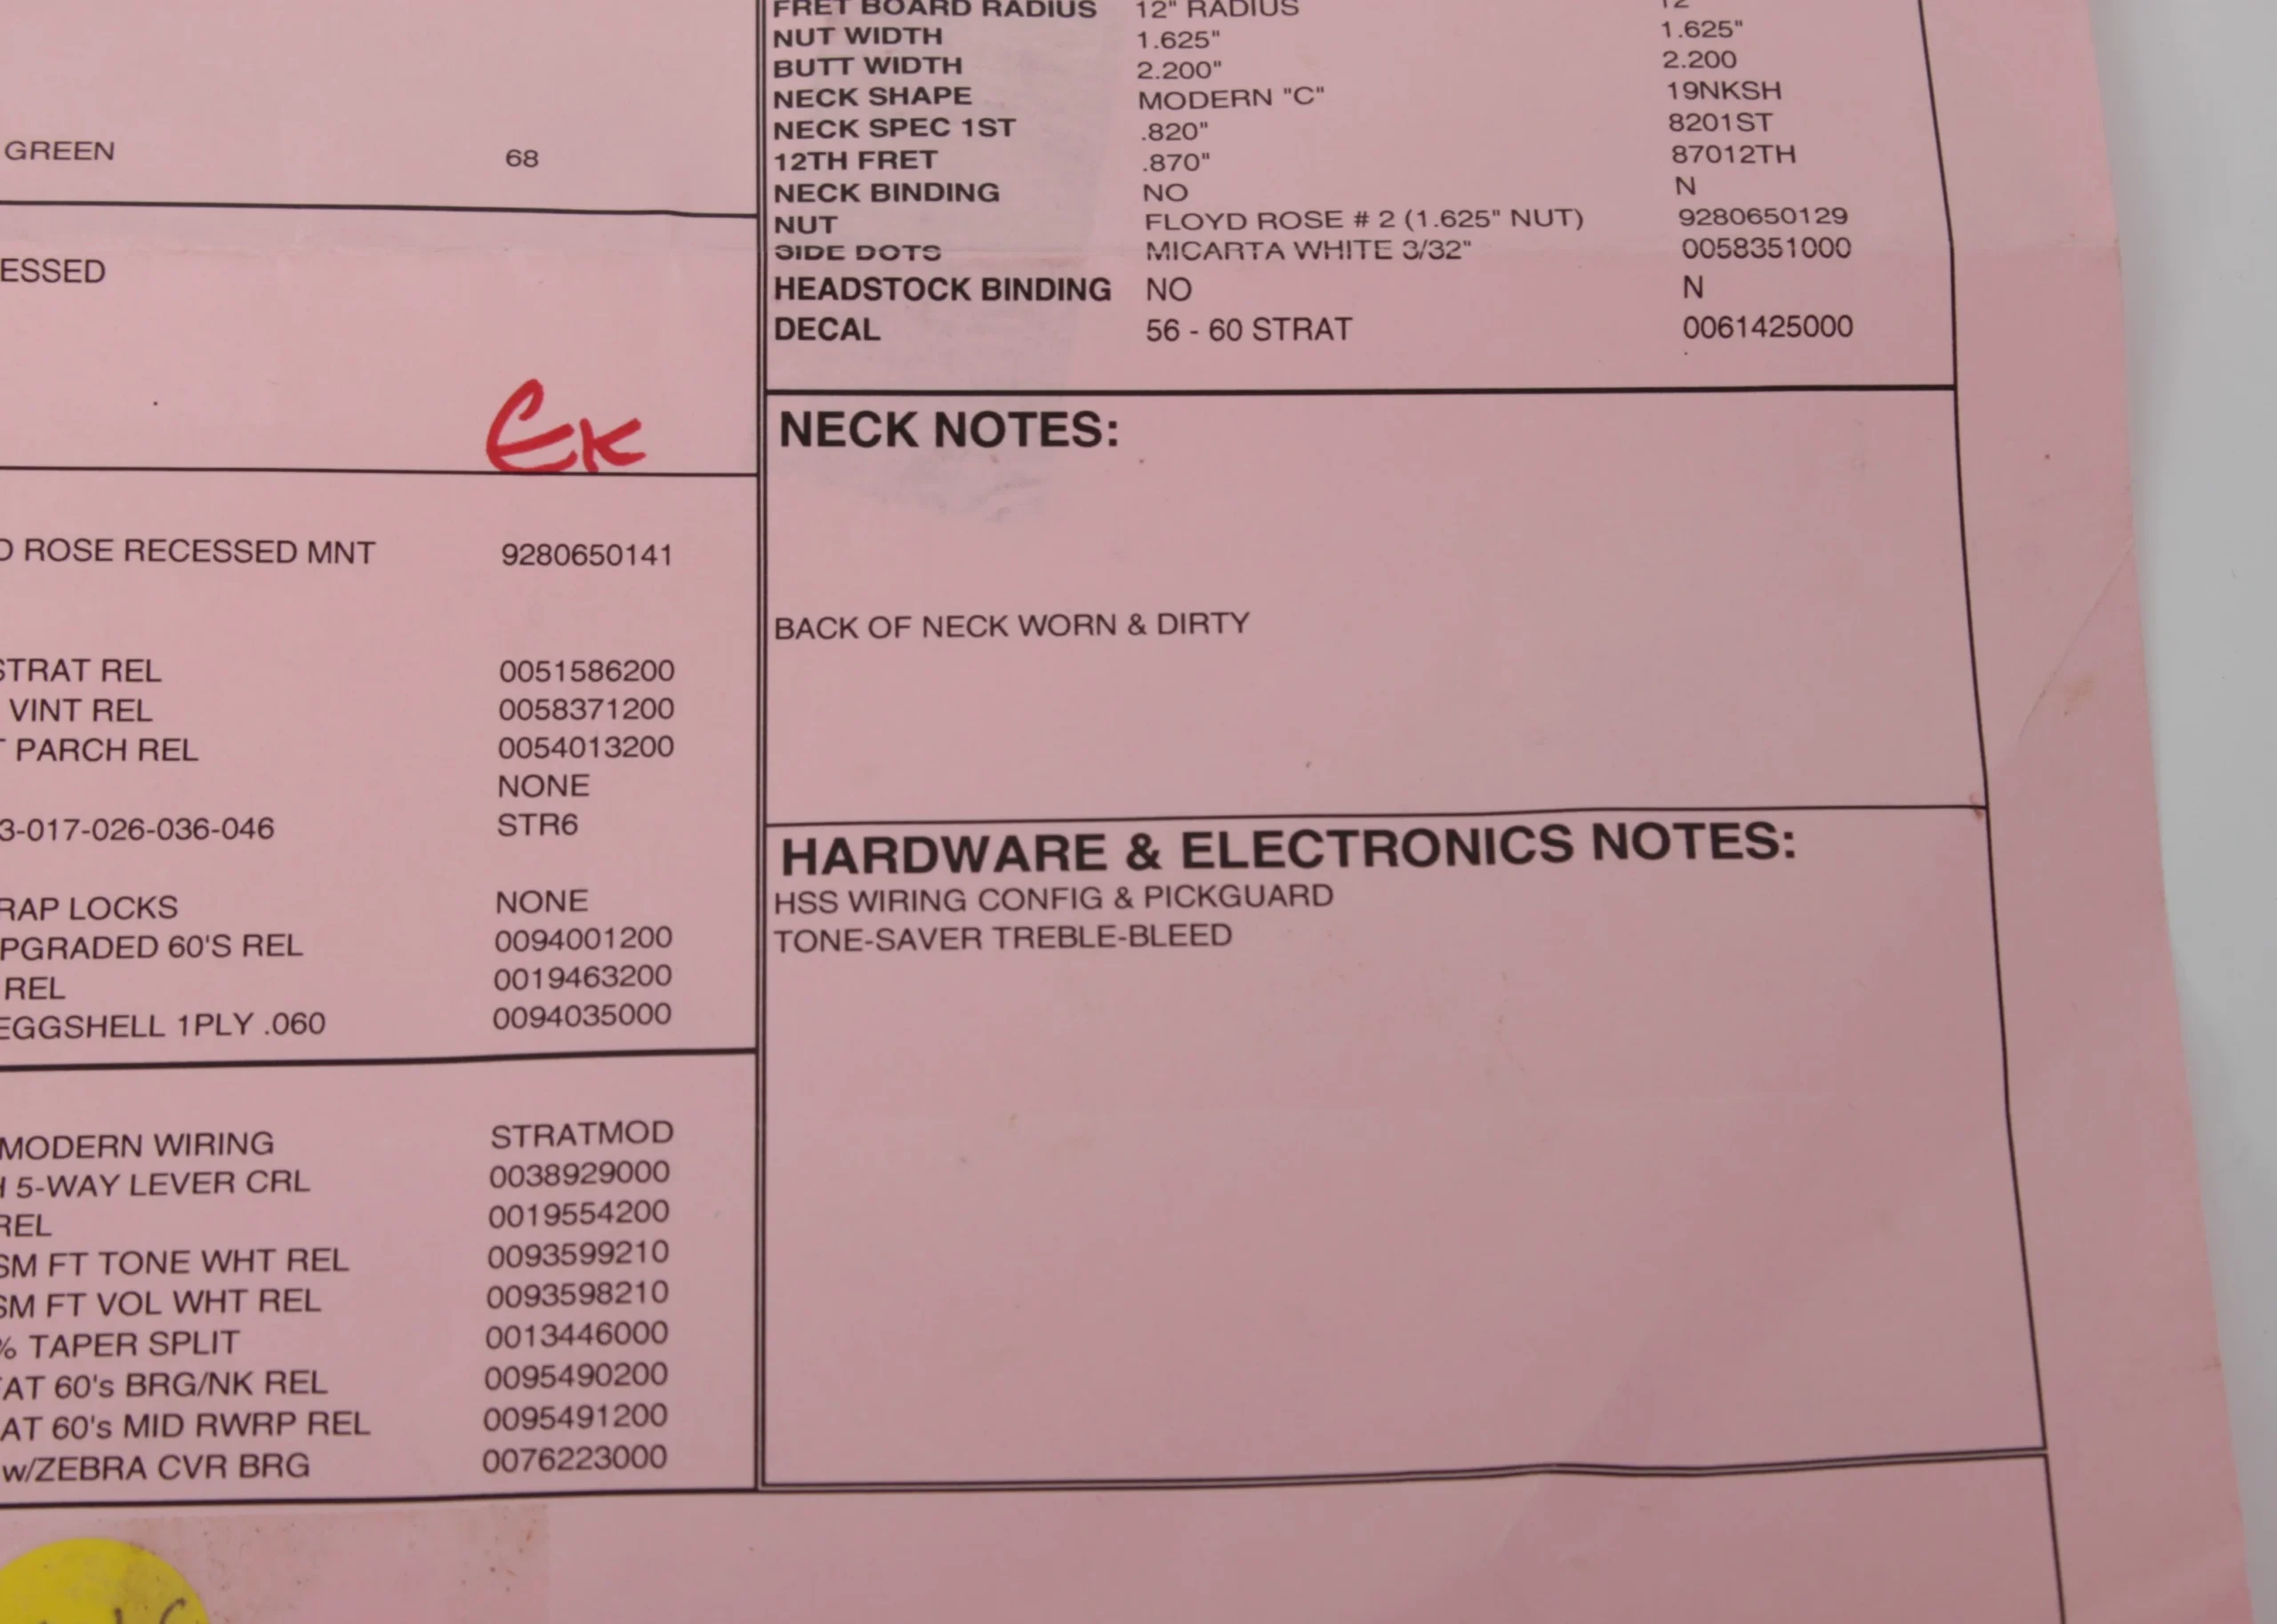 GREEN 68
ESSED
EK
D ROSE RECESSED MNT 9280650141
STRAT REL 0051586200
VINT REL 0058371200
T PARCH REL 0054013200
NONE
3-017-026-036-046 STR6
RAP LOCKS NONE
PGRADED 60'S REL 0094001200
REL 0019463200
EGGSHELL 1PLY .060 0094035000
MODERN WIRING STRATMOD
H 5-WAY LEVER CRL 0038929000
REL 0019554200
SM FT TONE WHT REL 0093599210
SM FT VOL WHT REL 0093598210
% TAPER SPLIT 0013446000
AT 60's BRG/NK REL 0095490200
AT 60's MID RWRP REL 0095491200
w/ZEBRA CVR BRG 0076223000
FRET BOARD RADIUS 12" RADIUS 12
NUT WIDTH 1.625" 1.625"
BUTT WIDTH 2.200" 2.200
NECK SHAPE MODERN "C" 19NKSH
NECK SPEC 1ST .820" 8201ST
12TH FRET .870" 87012TH
NECK BINDING NO N
NUT FLOYD ROSE # 2 (1.625" NUT) 9280650129
SIDE DOTS MICARTA WHITE 3/32" 0058351000
HEADSTOCK BINDING NO N
DECAL 56 - 60 STRAT 0061425000
NECK NOTES:
BACK OF NECK WORN & DIRTY
HARDWARE & ELECTRONICS NOTES:
HSS WIRING CONFIG & PICKGUARD
TONE-SAVER TREBLE-BLEED